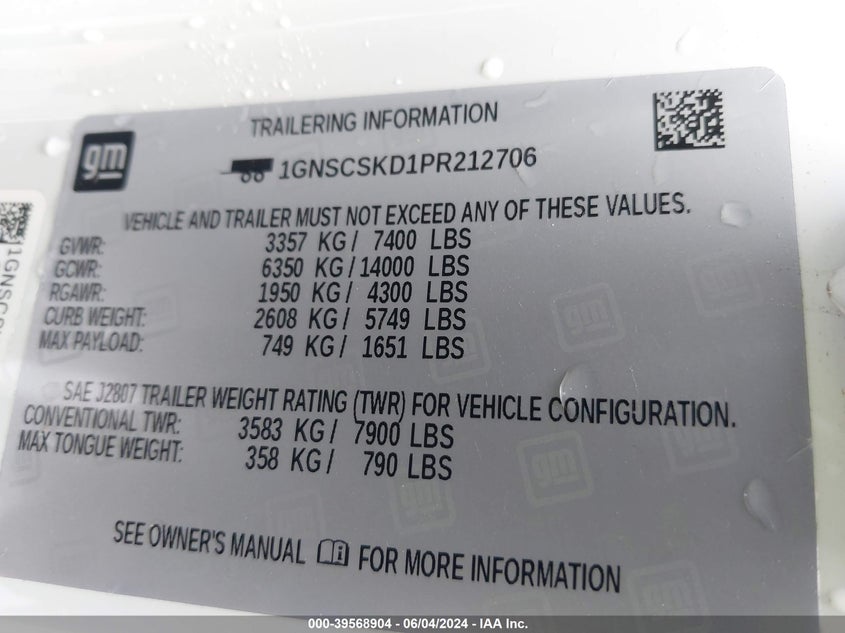 gm
TRAILERING INFORMATION
1GNSCSKD1PR212706
VEHICLE AND TRAILER MUST NOT EXCEED ANY OF THESE VALUES.
GVWR: 3357 KG/ 7400 LBS
GCWR: 6350 KG/14000 LBS
RGAWR: 1950 KG/ 4300 LBS
CURB WEIGHT: 2608 KG/ 5749 LBS
MAX PAYLOAD: 749 KG/ 1651 LBS
SAE J2807 TRAILER WEIGHT RATING (TWR) FOR VEHICLE CONFIGURATION.
CONVENTIONAL TWR: 3583 KG/ 7900 LBS
MAX TONGUE WEIGHT: 358 KG/ 790 LBS
SEE OWNER'S MANUAL FOR MORE INFORMATION
000-39568904 - 06/04/2024 - IAA Inc.